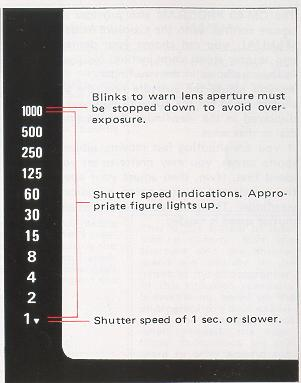 Blinks to warn lens aperture must
be stopped down to avoid over-
exposure.
1000
500
250
125
60
30
15
8
4
2
1▼
Shutter speed indications. Appro-
priate figure lights up.
Shutter speed of 1 sec. or slower.